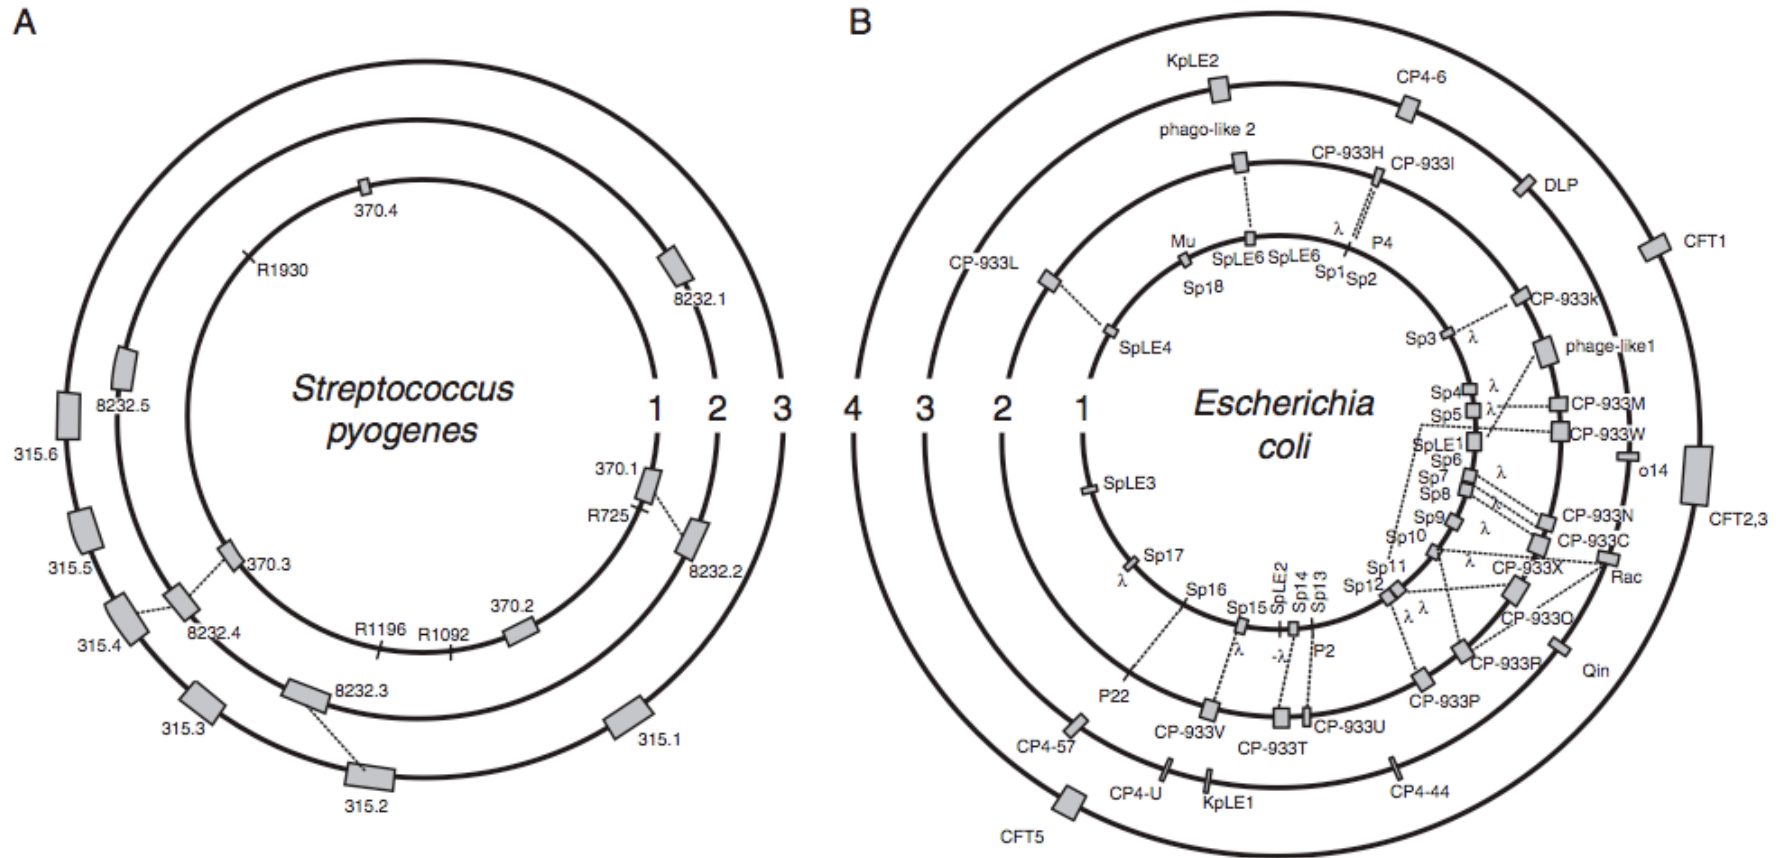 A
370.4
R1930
8232.1
8232.5
Streptococcus
pyogenes
1
2
3
315.6
370.1
R725
8232.2
315.5
370.3
315.4
8232.4
370.2
R1196
R1092
8232.3
315.3
315.1
315.2
B
KpLE2
CP4-6
phago-like 2
CP-933H
CP-933I
DLP
CFT1
λ
P4
Mu
SpLE6
SpLE6
Sp1
Sp2
CP-933L
Sp18
CP-933k
SpLE4
Sp3
λ
phage-like1
4
3
2
1
Escherichia
coli
Sp4
λ
Sp5
λ
CP-933M
CP-933W
SpLE1
Sp6
Sp7
λ
o14
Sp8
λ
SpLE3
Sp9
λ
CP-933N
CFT2,3
Sp10
CP-933C
Sp17
λ
Sp11
λ
CP-933X
Rac
Sp16
Sp12
Sp15
SpLE2
Sp14
Sp13
λ
λ
CP-933O
λ
-λ
P2
CP-933R
Qin
P22
CP-933P
CP-933V
CP-933U
CP-933T
CP4-57
CP4-U
KpLE1
CP4-44
CFT5